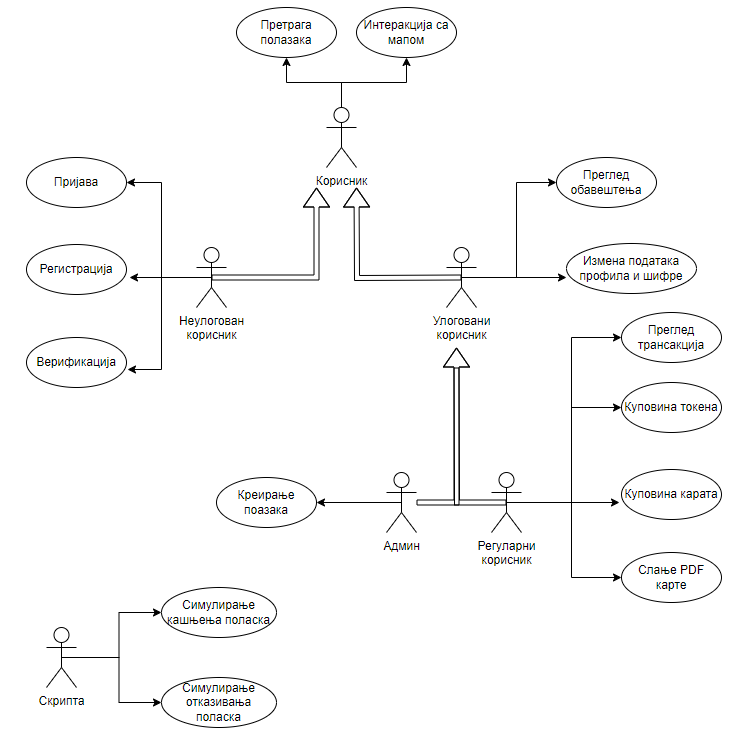 Претрага
полазака
Интеракција са
мапом
Корисник
Пријава
Регистрација
Верификација
Неулогован
корисник
Преглед
обавештења
Измена података
профила и шифре
Улоговани
корисник
Преглед
трансакција
Куповина токена
Куповина карата
Слање PDF
карте
Креирање
поазака
Админ
Регуларни
корисник
Симулирање
кашњења поласка
Скрипта
Симулирање
отказивања
поласка